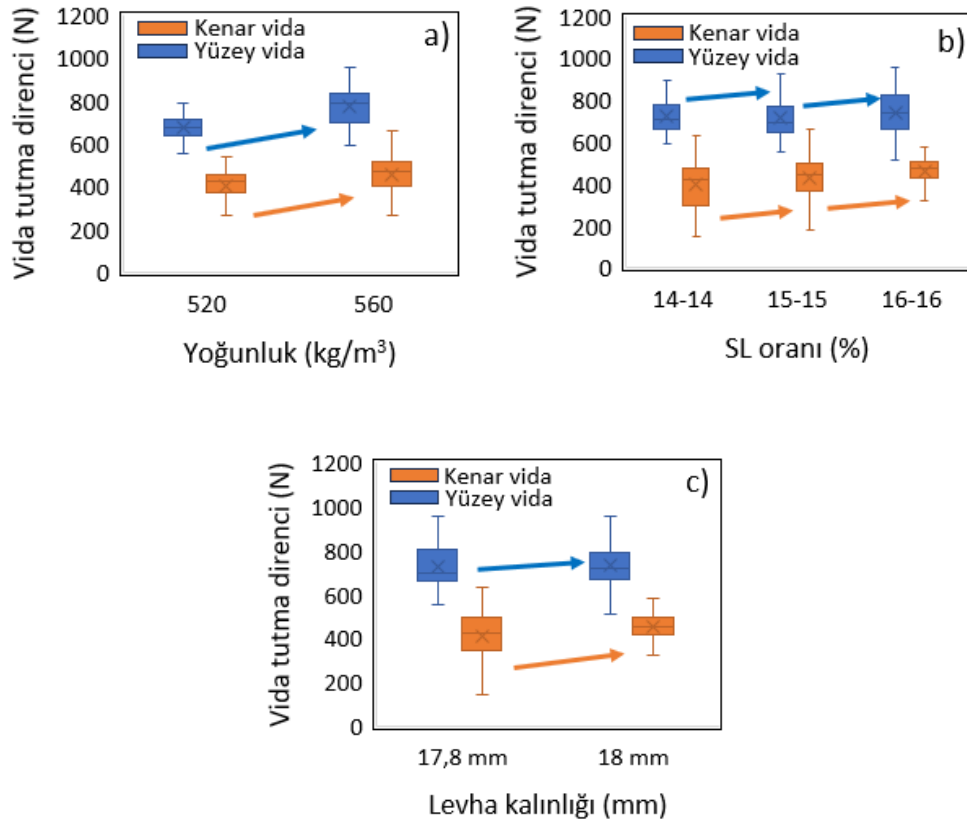 Vida tutma direnci (N)
1200
1000
800
600
400
200
0
Kenar vida
Yüzey vida
a)
520
560
Yoğunluk (kg/m³)
Vida tutma direnci (N)
1200
1000
800
600
400
200
0
Kenar vida
Yüzey vida
b)
14-14
15-15
16-16
SL oranı (%)
Vida tutma direnci (N)
1200
1000
800
600
400
200
0
Kenar vida
Yüzey vida
c)
17,8 mm
18 mm
Levha kalınlığı (mm)